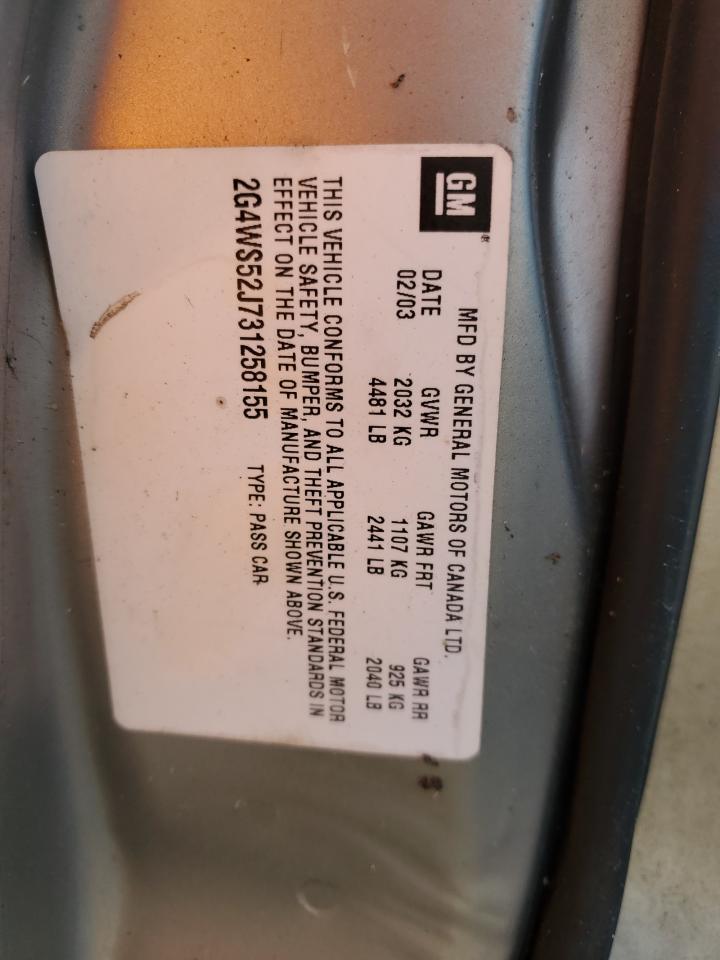 GM®
MFD BY GENERAL MOTORS OF CANADA LTD.
DATE GVWR GAWR FRT GAWR RR
02/03 2032 KG 1107 KG 925 KG
4481 LB 2441 LB 2040 LB
THIS VEHICLE CONFORMS TO ALL APPLICABLE U.S. FEDERAL MOTOR
VEHICLE SAFETY, BUMPER, AND THEFT PREVENTION STANDARDS IN
EFFECT ON THE DATE OF MANUFACTURE SHOWN ABOVE.
2G4WS52J731258155 TYPE: PASS CAR